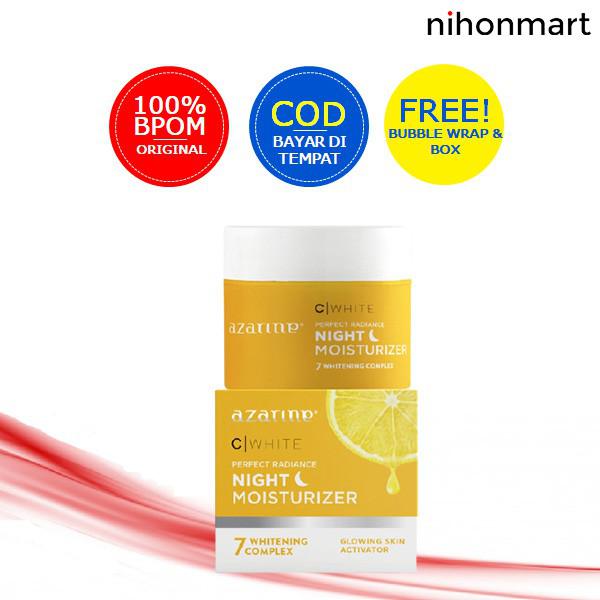 nihonmart
100%
BPOM
ORIGINAL
COD
BAYAR DI
TEMPAT
FREE!
BUBBLE WRAP &
BOX
azarine®
C|WHITE
PERFECT RADIANCE
NIGHT
MOISTURIZER
7 WHITENING COMPLEX
azarine®
C|WHITE
PERFECT RADIANCE
NIGHT
MOISTURIZER
7 WHITENING
COMPLEX
GLOWING SKIN
ACTIVATOR